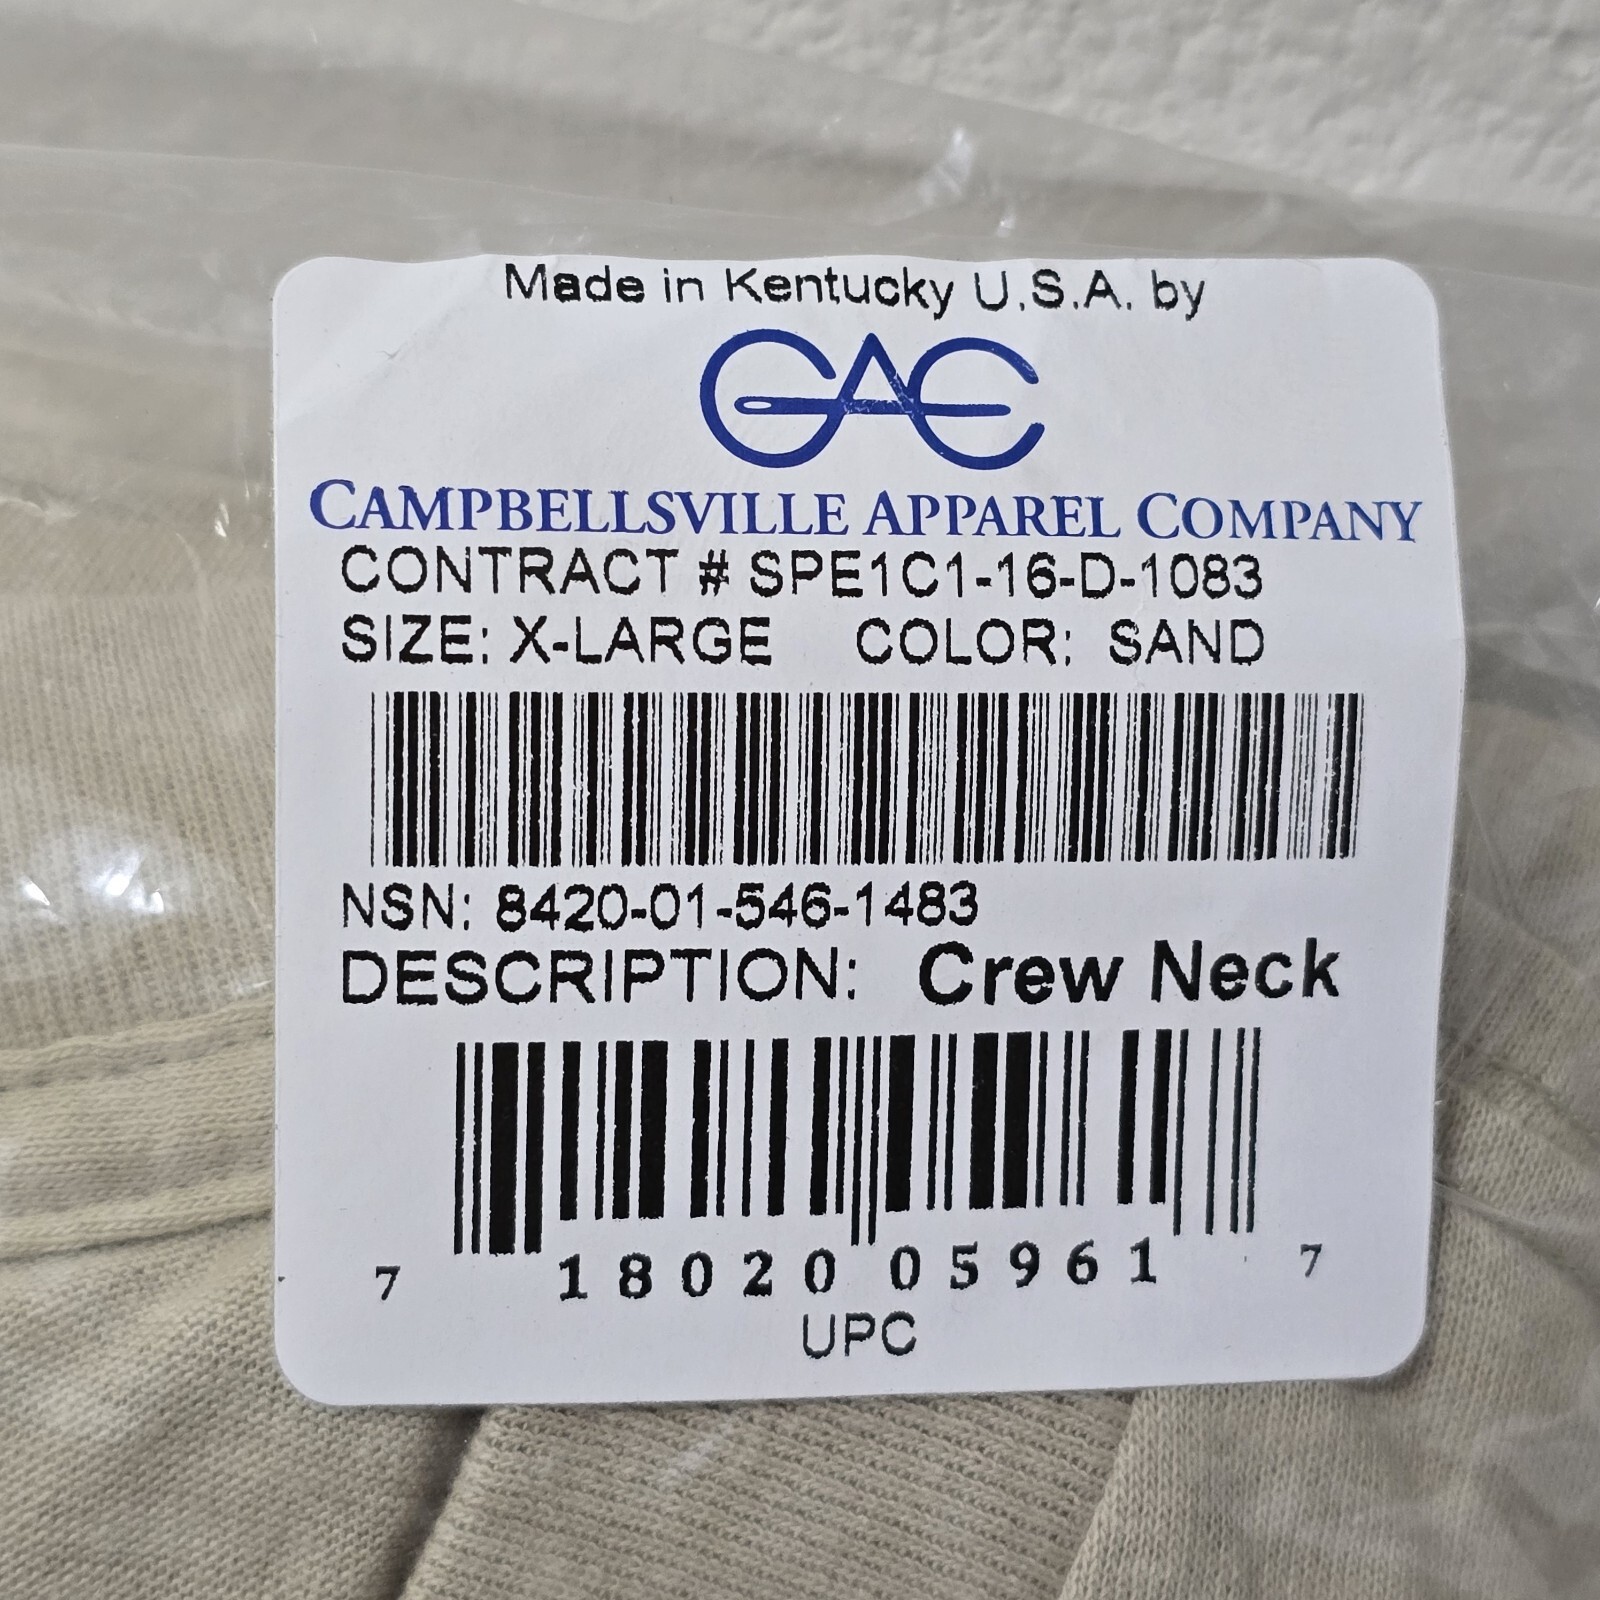 Made in Kentucky U.S.A. by
CAC
CAMPBELLSVILLE APPAREL COMPANY
CONTRACT # SPE1C1-16-D-1083
SIZE: X-LARGE COLOR: SAND
NSN: 8420-01-546-1483
DESCRIPTION: Crew Neck
7 18020 05961 7
UPC